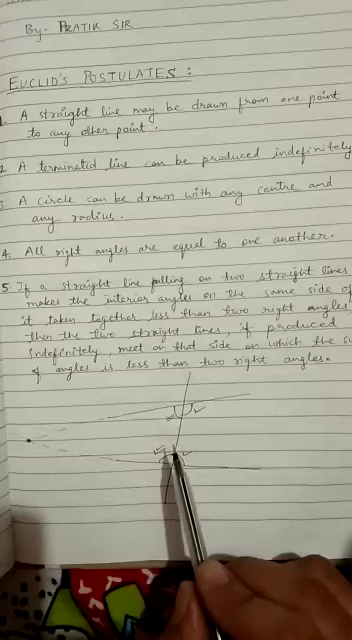 By- PRATIK SIR
EUCLID'S POSTULATES :
1. A straight line may be drawn from one point
to any other point.
2 A terminated line can be produced indefinitely
3 A circle can be drawn with any centre and
any radius.
4. All right angles are equal to one another.
5 If a straight line falling on two straight lines
makes the interior angles on the same side of
it taken together less than two right angles
then the two straight lines, if produced
indefinitely, meet on that side on which the su
of angles is less than two right angles.